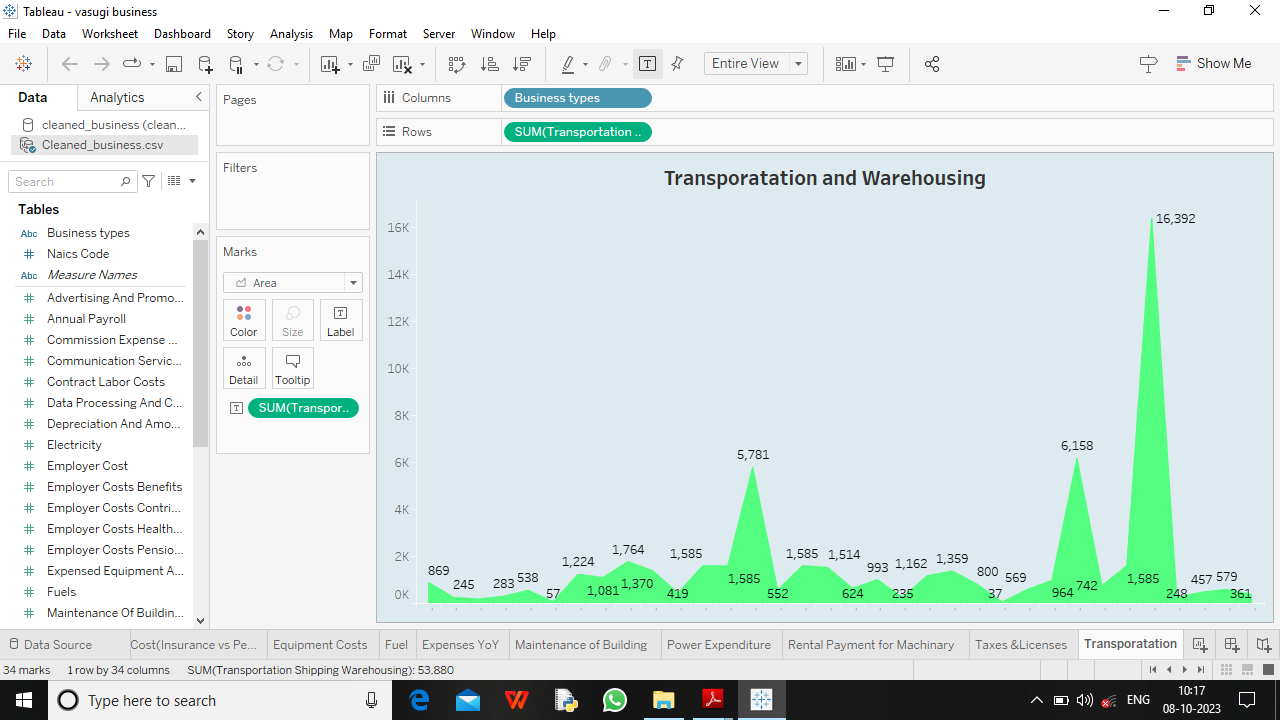 Tableau - vasugi business
File Data Worksheet Dashboard Story Analysis Map Format Server Window Help
Entire View
Show Me
Data Analytics
cleaned_business (clean...
Cleaned_business.csv
Search
Tables
Abc Business types
# Naics Code
Abc Measure Names
# Advertising And Promo...
# Annual Payroll
# Commission Expense ...
# Communication Servic...
# Contract Labor Costs
# Data Processing And C...
# Depreciation And Amo...
# Electricity
# Employer Cost
# Employer Costs Benefits
# Employer Costs Contri...
# Employer Costs Health...
# Employer Costs Pensio...
# Expensed Equipment A...
# Fuels
# Maintenance Of Buildin...
Pages
Filters
Marks
Area
Color Size Label
Detail Tooltip
SUM(Transpor..
Columns Business types
Rows SUM(Transportation ..
Transporatation and Warehousing
16K
14K
12K
10K
8K
6K
4K
2K
0K
869
245
283
538
57
1,224
1,081
1,764
1,370
419
1,585
1,585
5,781
552
1,585
1,514
624
993
235
1,162
1,359
800
37
569
964
6,158
742
1,585
16,392
248
457
579
361
Data Source Cost(Insurance vs Pe... Equipment Costs Fuel Expenses YoY Maintenance of Building Power Expenditure Rental Payment for Machinary Taxes &Licenses Transporatation
34 marks 1 row by 34 columns SUM(Transportation Shipping Warehousing): 53,880
Type here to search
ENG
10:17
08-10-2023